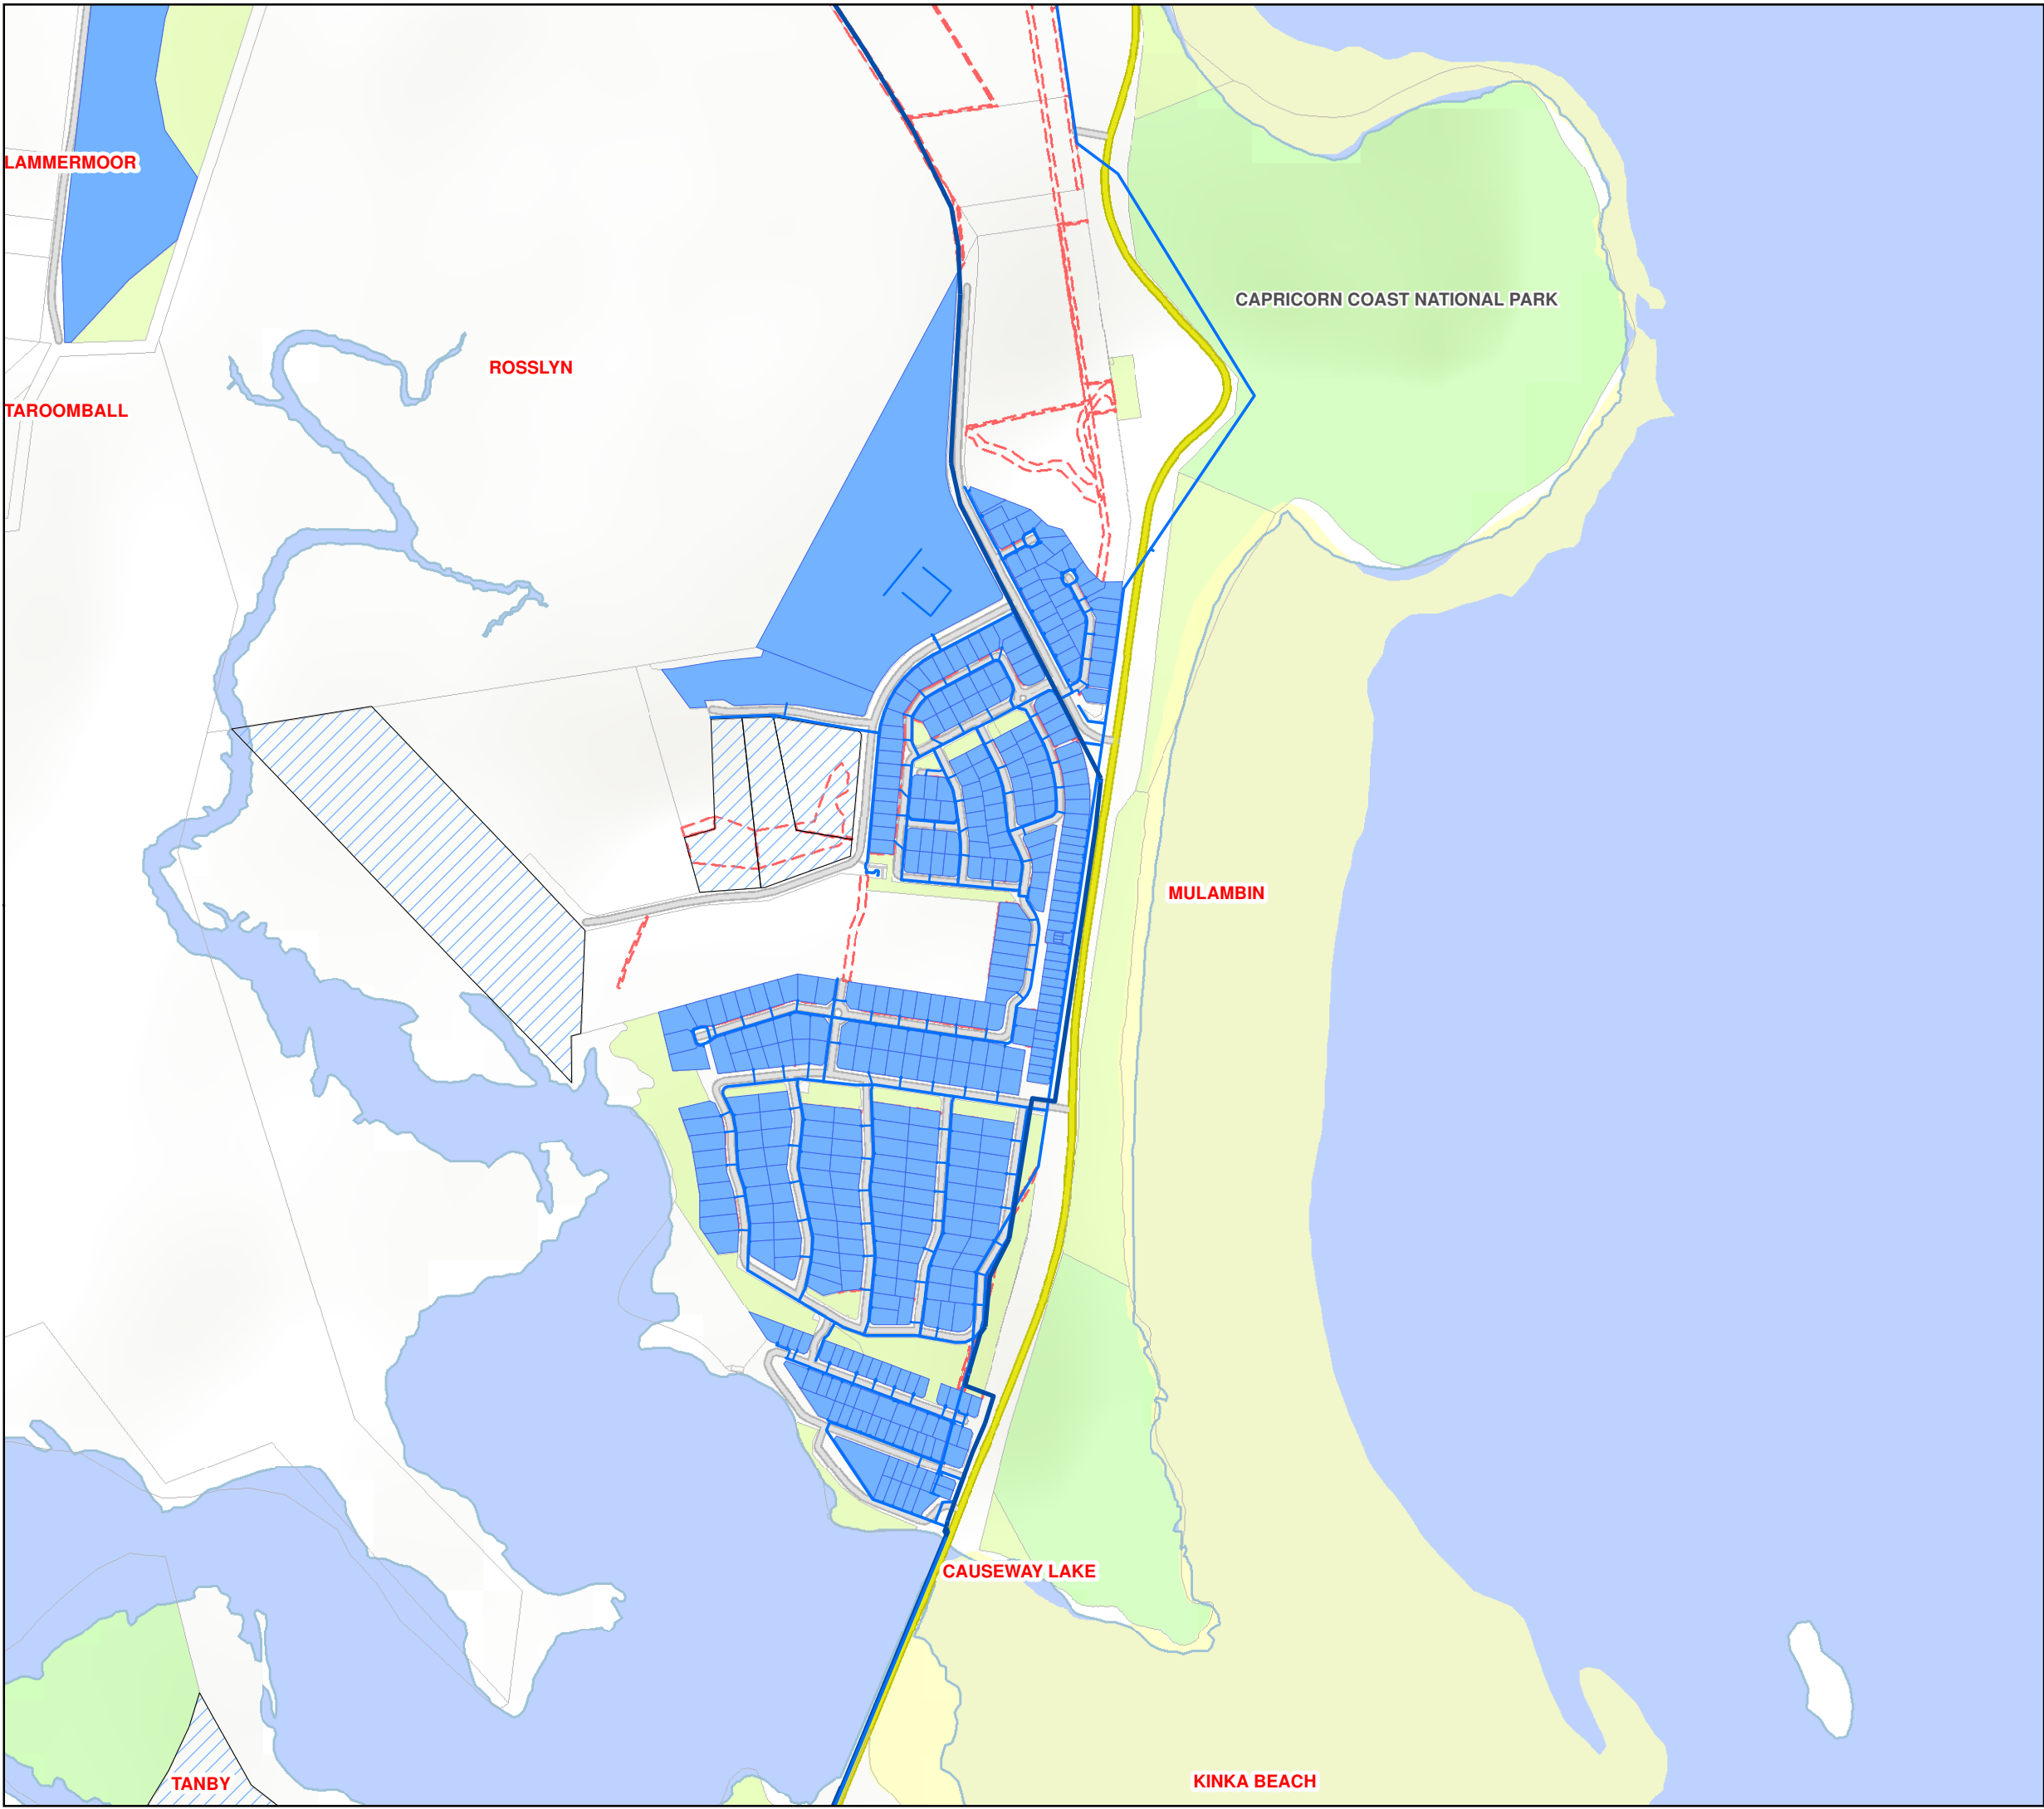 LAMMERMOOR
CAPRICORN COAST NATIONAL PARK
ROSSLYN
TAROOMBALL
MULAMBIN
CAUSEWAY LAKE
TANBY
KINKA BEACH